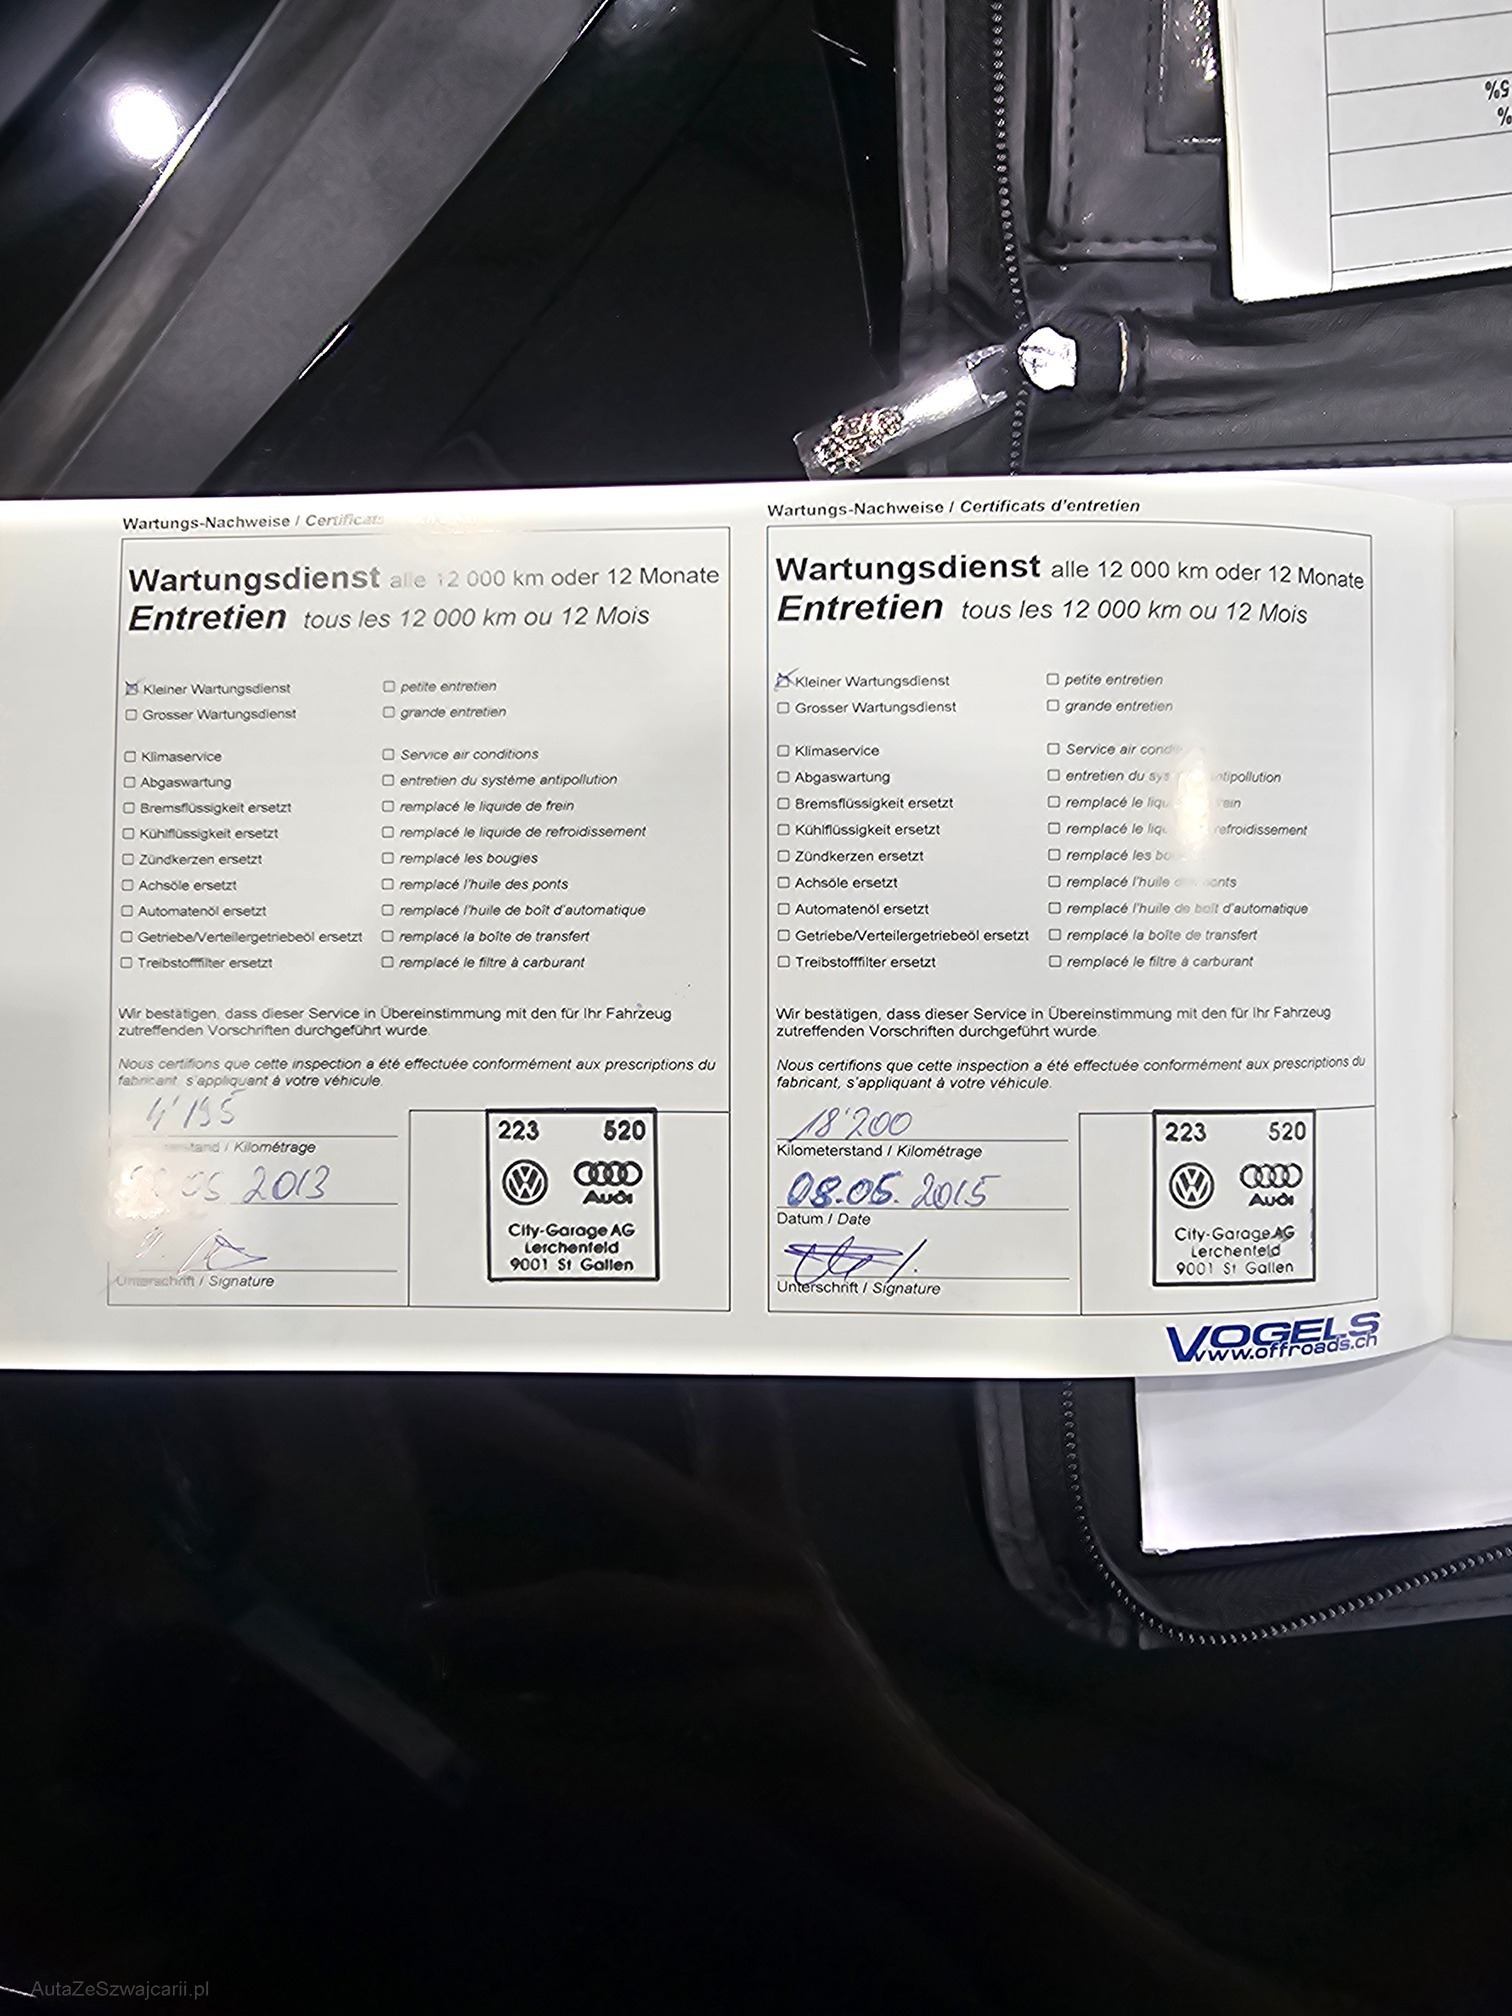 5%
%
Wartungs-Nachweise / Certificats
Wartungsdienst alle 12 000 km oder 12 Monate
Entretien tous les 12 000 km ou 12 Mois
Kleiner Wartungsdienst petite entretien
Grosser Wartungsdienst grande entretien
Klimaservice Service air conditions
Abgaswartung entretien du système antipollution
Bremsflüssigkeit ersetzt remplacé le liquide de frein
Kühlflüssigkeit ersetzt remplacé le liquide de refroidissement
Zündkerzen ersetzt remplacé les bougies
Achsöle ersetzt remplacé l'huile des ponts
Automatenöl ersetzt remplacé l'huile de boît d'automatique
Getriebe/Verteilergetriebeöl ersetzt remplacé la boîte de transfert
Treibstofffilter ersetzt remplacé le filtre à carburant
Wir bestätigen, dass dieser Service in Übereinstimmung mit den für Ihr Fahrzeug
zutreffenden Vorschriften durchgeführt wurde.
Nous certifions que cette inspection a été effectuée conformément aux prescriptions du
fabricant, s'appliquant à votre véhicule.
4'195
/ Kilométrage
05 2013
Unterschrift / Signature
223 520
Audi
City-Garage AG
Lerchenfeld
9001 St Gallen
Wartungs-Nachweise / Certificats d'entretien
Wartungsdienst alle 12 000 km oder 12 Monate
Entretien tous les 12 000 km ou 12 Mois
Kleiner Wartungsdienst petite entretien
Grosser Wartungsdienst grande entretien
Klimaservice Service air
Abgaswartung entretien du
Bremsflüssigkeit ersetzt remplacé le
Kühlflüssigkeit ersetzt remplacé le refroidissement
Zündkerzen ersetzt remplacé les
Achsöle ersetzt remplacé l'huile
Automatenöl ersetzt remplacé l'huile de boît d'automatique
Getriebe/Verteilergetriebeöl ersetzt remplacé la boîte de transfert
Treibstofffilter ersetzt remplacé le filtre à carburant
Wir bestätigen, dass dieser Service in Übereinstimmung mit den für Ihr Fahrzeug
zutreffenden Vorschriften durchgeführt wurde.
Nous certifions que cette inspection a été effectuée conformément aux prescriptions du
fabricant, s'appliquant à votre véhicule.
18'200
Kilometerstand / Kilométrage
08.05. 2015
Datum / Date
Unterschrift / Signature
223 520
Audi
City-Garage AG
Lerchenfeld
9001 St Gallen
VOGELS
www.offroads.ch
AutaZeSzwajcarii.pl